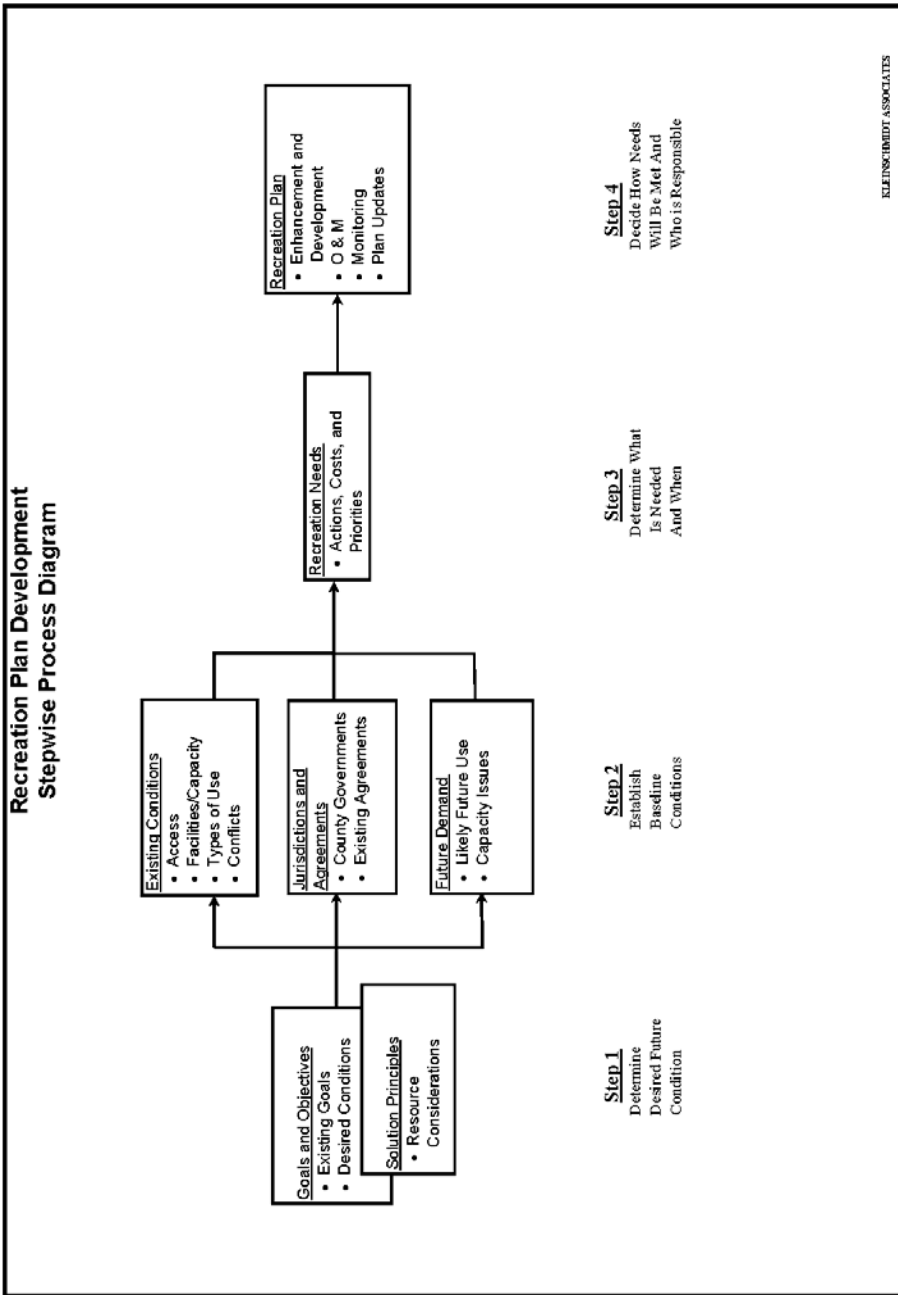 Recreation Plan Development
Stepwise Process Diagram
Goals and Objectives
• Existing Goals
• Desired Conditions
Solution Principles
• Resource
Considerations
Existing Conditions
• Access
• Facilities/Capacity
• Types of Use
• Conflicts
Jurisdictions and
Agreements
• County Governments
• Existing Agreements
Future Demand
• Likely Future Use
• Capacity Issues
Recreation Needs
• Actions, Costs, and
Priorities
Recreation Plan
• Enhancement and
Development
• O & M
• Monitoring
• Plan Updates
Step 1
Determine
Desired Future
Condition
Step 2
Establish
Baseline
Conditions
Step 3
Determine What
Is Needed
And When
Step 4
Decide How Needs
Will Be Met And
Who is Responsible
KLEINSCHMIDT ASSOCIATES